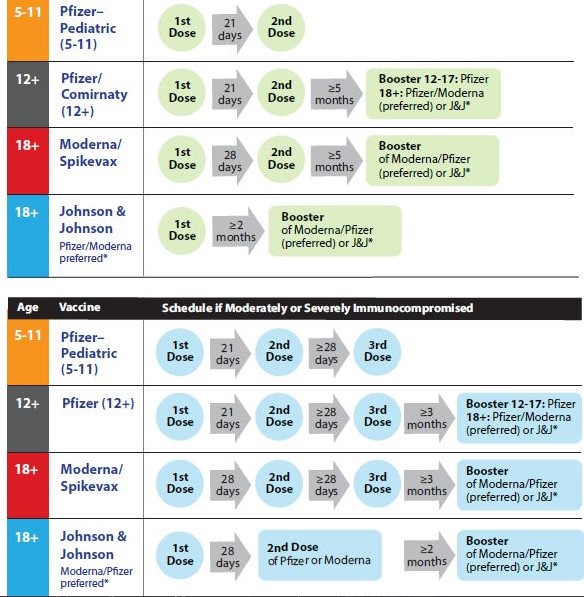 5-11 Pfizer–
Pediatric
(5-11)
1st
Dose
21
days
2nd
Dose
12+ Pfizer/
Comirnaty
(12+)
1st
Dose
21
days
2nd
Dose
≥5
months
Booster 12-17: Pfizer
18+: Pfizer/Moderna
(preferred) or J&J*
18+ Moderna/
Spikevax
1st
Dose
28
days
2nd
Dose
≥5
months
Booster
of Moderna/Pfizer
(preferred) or J&J*
18+ Johnson &
Johnson
Pfizer/Moderna
preferred*
1st
Dose
≥2
months
Booster
of Moderna/Pfizer
(preferred) or J&J*
Age Vaccine Schedule if Moderately or Severely Immunocompromised
5-11 Pfizer–
Pediatric
(5-11)
1st
Dose
21
days
2nd
Dose
≥28
days
3rd
Dose
12+ Pfizer (12+)
1st
Dose
21
days
2nd
Dose
≥28
days
3rd
Dose
≥3
months
Booster 12-17: Pfizer
18+: Pfizer/Moderna
(preferred) or J&J*
18+ Moderna/
Spikevax
1st
Dose
28
days
2nd
Dose
≥28
days
3rd
Dose
≥3
months
Booster
of Moderna/Pfizer
(preferred) or J&J*
18+ Johnson &
Johnson
Moderna/Pfizer
preferred*
1st
Dose
28
days
2nd Dose
of Pfizer or Moderna
≥2
months
Booster
of Moderna/Pfizer
(preferred) or J&J*